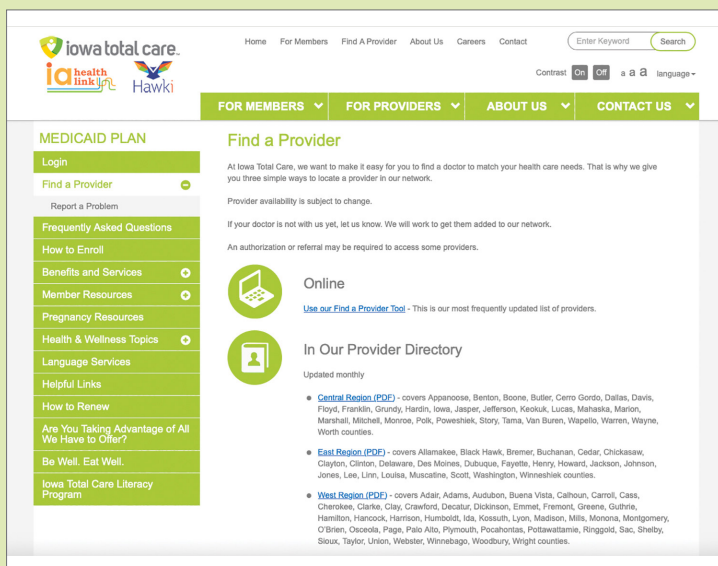 iowa total care.
Home For Members Find A Provider About Us Careers Contact
Enter Keyword Search
ia health link
Hawki
Contrast On Off a a a language
FOR MEMBERS FOR PROVIDERS ABOUT US CONTACT US
MEDICAID PLAN
Login
Find a Provider
Report a Problem
Frequently Asked Questions
How to Enroll
Benefits and Services
Member Resources
Pregnancy Resources
Health & Wellness Topics
Language Services
Helpful Links
How to Renew
Are You Taking Advantage of All
We Have to Offer?
Be Well. Eat Well.
Iowa Total Care Literacy
Program
Find a Provider
At Iowa Total Care, we want to make it easy for you to find a doctor to match your health care needs. That is why we give
you three simple ways to locate a provider in our network.
Provider availability is subject to change.
If your doctor is not with us yet, let us know. We will work to get them added to our network.
An authorization or referral may be required to access some providers.
Online
Use our Find a Provider Tool - This is our most frequently updated list of providers.
In Our Provider Directory
Updated monthly
Central Region (PDF) - covers Appanoose, Benton, Boone, Butler, Cerro Gordo, Dallas, Davis,
Floyd, Franklin, Grundy, Hardin, Iowa, Jasper, Jefferson, Keokuk, Lucas, Mahaska, Marion,
Marshall, Mitchell, Monroe, Polk, Poweshiek, Story, Tama, Van Buren, Wapello, Warren, Wayne,
Worth counties.
East Region (PDF) - covers Allamakee, Black Hawk, Bremer, Buchanan, Cedar, Chickasaw,
Clayton, Clinton, Delaware, Des Moines, Dubuque, Fayette, Henry, Howard, Jackson, Johnson,
Jones, Lee, Linn, Louisa, Muscatine, Scott, Washington, Winneshiek counties.
West Region (PDF) - covers Adair, Adams, Audubon, Buena Vista, Calhoun, Carroll, Cass,
Cherokee, Clarke, Clay, Crawford, Decatur, Dickinson, Emmet, Fremont, Greene, Guthrie,
Hamilton, Hancock, Harrison, Humboldt, Ida, Kossuth, Lyon, Madison, Mills, Monona, Montgomery,
O'Brien, Osceola, Page, Palo Alto, Plymouth, Pocahontas, Pottawattamie, Ringgold, Sac, Shelby,
Sioux, Taylor, Union, Webster, Winnebago, Woodbury, Wright counties.